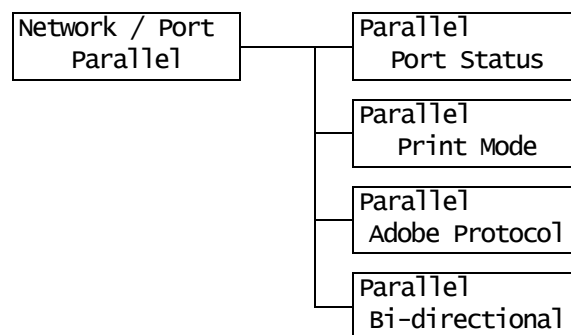 Network / Port
Parallel
Parallel
Port Status
Parallel
Print Mode
Parallel
Adobe Protocol
Parallel
Bi-directional